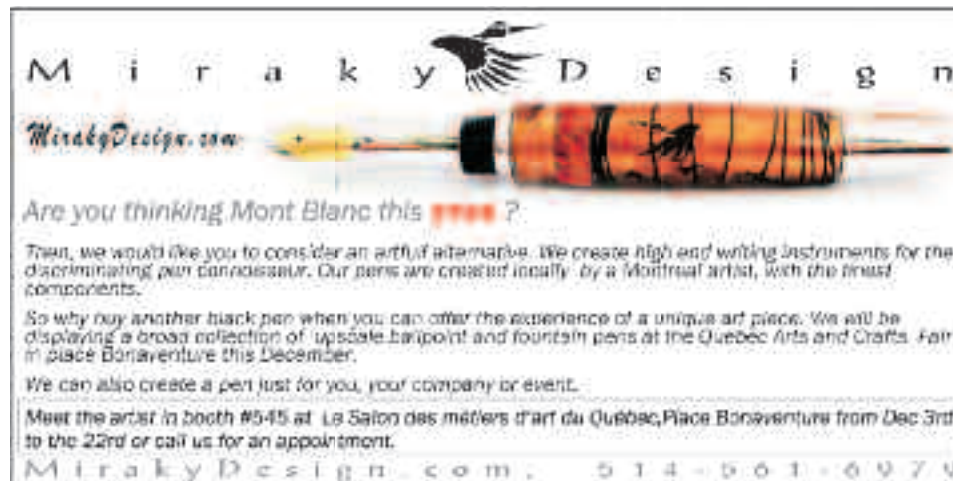 Miraky Design
MirakyDesign.com
Are you thinking Mont Blanc this ?
Then, we would like you to consider an artful alternative. We create high end writing instruments for the
discriminating pen connoisseur. Our pens are created locally by a Montreal artist, with the finest
components.
So why buy another black pen when you can offer the experience of a unique art piece. We will be
displaying a broad collection of upscale ballpoint and fountain pens at the Quebec Arts and Crafts Fair
in place Bonaventure this December.
We can also create a pen just for you, your company or event.
Meet the artist in booth #545 at Le Salon des métiers d'art du Québec,Place Bonaventure from Dec 3rd
to the 22rd or call us for an appointment.
MirakyDesign.com, 514-561-6979